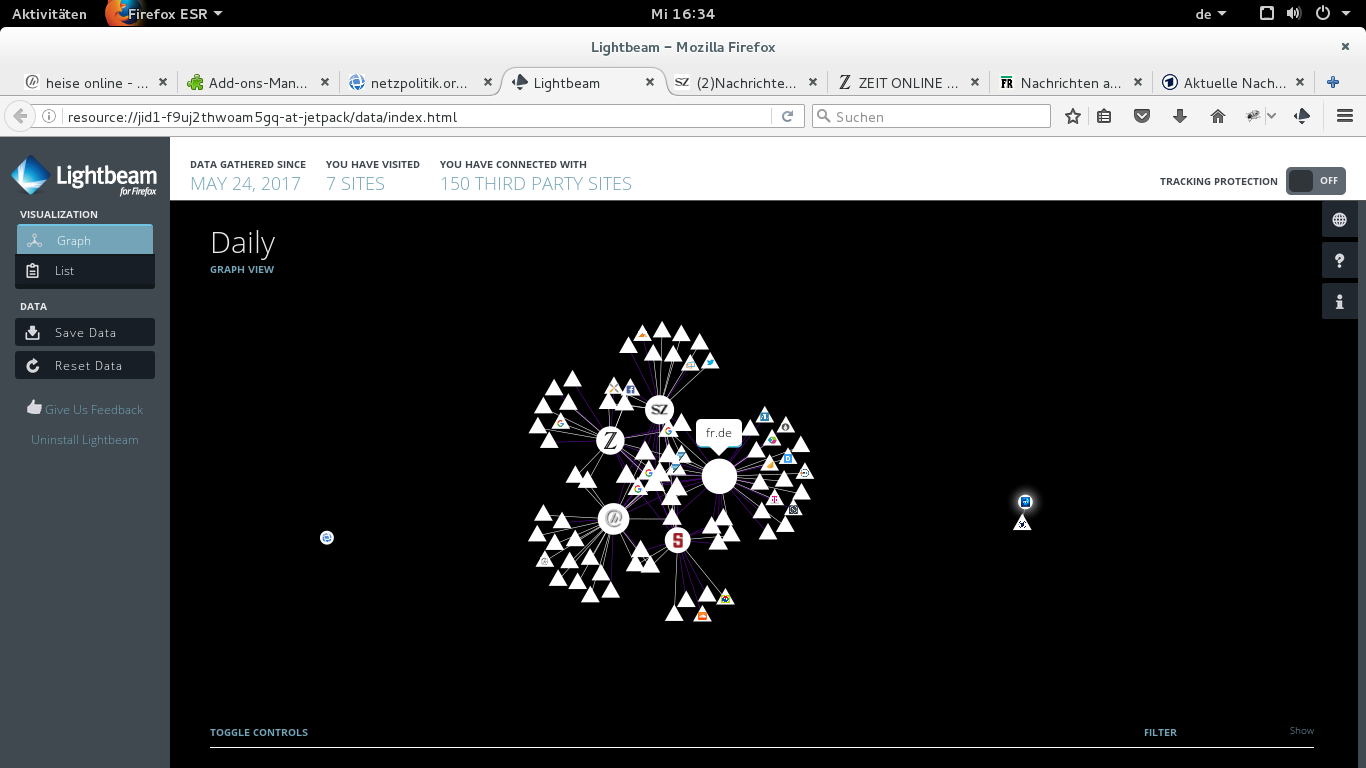 Aktivitäten Firefox ESR Mi 16:34 de
Lightbeam – Mozilla Firefox
heise online - ... Add-ons-Man... netzpolitik.or... Lightbeam (2)Nachrichte... ZEIT ONLINE ... Nachrichten a... Aktuelle Nach...
resource://jid1-f9uj2thwoam5gq-at-jetpack/data/index.html Suchen
Lightbeam
for Firefox
DATA GATHERED SINCE YOU HAVE VISITED YOU HAVE CONNECTED WITH
MAY 24, 2017 7 SITES 150 THIRD PARTY SITES
TRACKING PROTECTION OFF
VISUALIZATION
Graph
List
DATA
Save Data
Reset Data
Give Us Feedback
Uninstall Lightbeam
Daily
GRAPH VIEW
SZ
fr.de
Z
S
TOGGLE CONTROLS FILTER Show